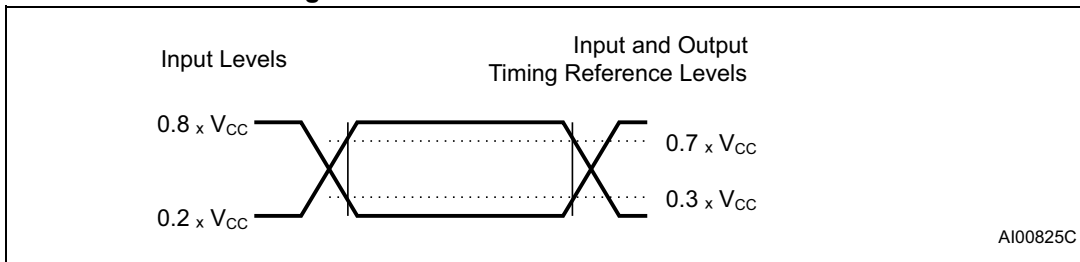 Input Levels
Input and Output
Timing Reference Levels
0.8 x VCC
0.7 x VCC
0.3 x VCC
0.2 x VCC
AI00825C